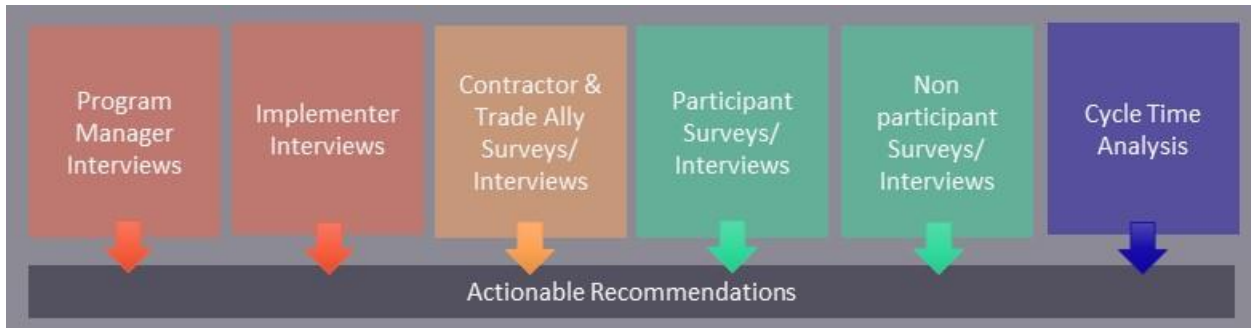 Program
Manager
Interviews
Implementer
Interviews
Contractor &
Trade Ally
Surveys/
Interviews
Participant
Surveys/
Interviews
Non
participant
Surveys/
Interviews
Cycle Time
Analysis
Actionable Recommendations